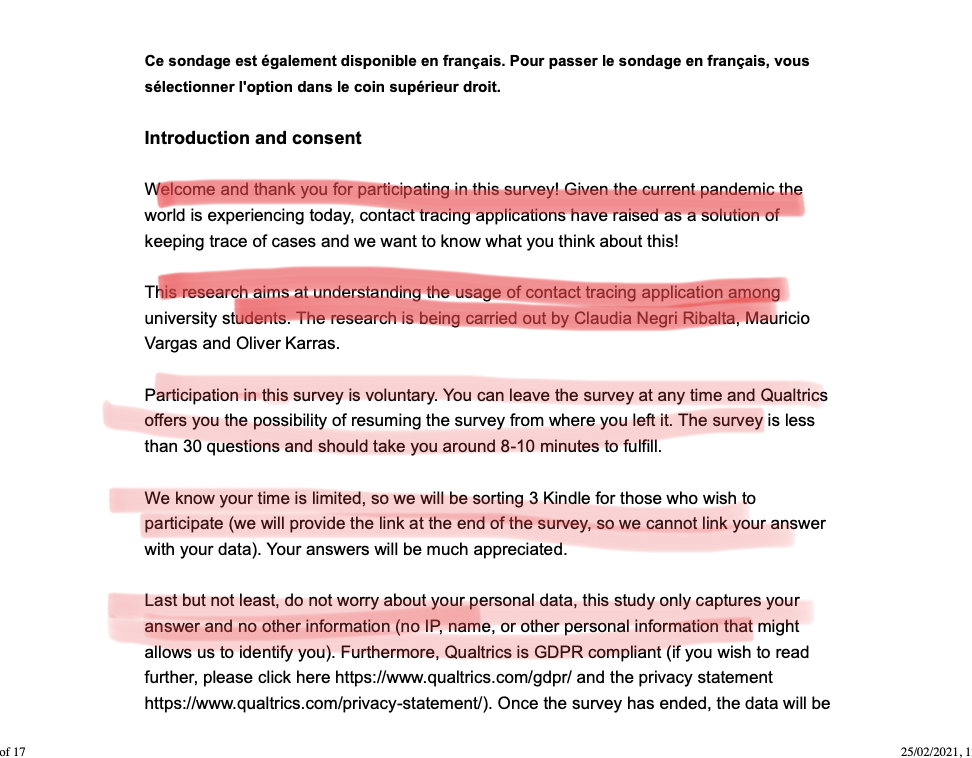 Ce sondage est également disponible en français. Pour passer le sondage en français, vous
sélectionner l'option dans le coin supérieur droit.
Introduction and consent
Welcome and thank you for participating in this survey! Given the current pandemic the
world is experiencing today, contact tracing applications have raised as a solution of
keeping trace of cases and we want to know what you think about this!
This research aims at understanding the usage of contact tracing application among
university students. The research is being carried out by Claudia Negri Ribalta, Mauricio
Vargas and Oliver Karras.
Participation in this survey is voluntary. You can leave the survey at any time and Qualtrics
offers you the possibility of resuming the survey from where you left it. The survey is less
than 30 questions and should take you around 8-10 minutes to fulfill.
We know your time is limited, so we will be sorting 3 Kindle for those who wish to
participate (we will provide the link at the end of the survey, so we cannot link your answer
with your data). Your answers will be much appreciated.
Last but not least, do not worry about your personal data, this study only captures your
answer and no other information (no IP, name, or other personal information that might
allows us to identify you). Furthermore, Qualtrics is GDPR compliant (if you wish to read
further, please click here https://www.qualtrics.com/gdpr/ and the privacy statement
https://www.qualtrics.com/privacy-statement/). Once the survey has ended, the data will be
of 17
25/02/2021, 1